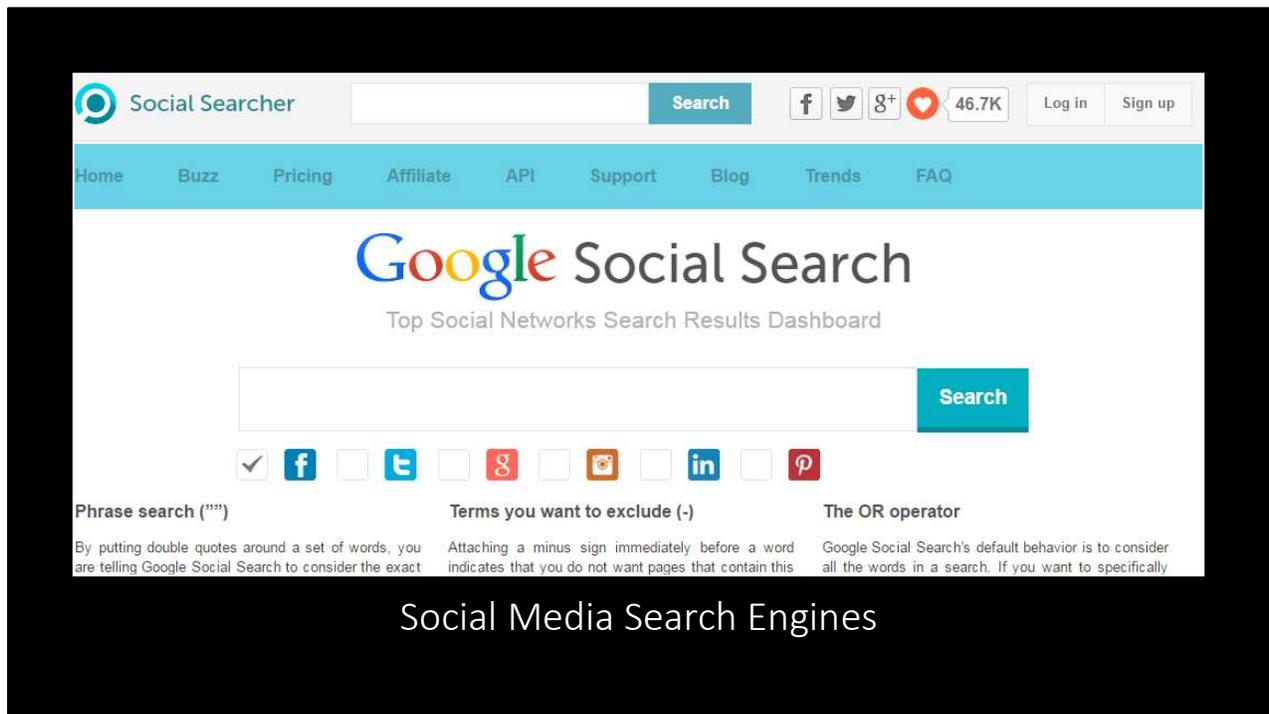 Social Searcher Search f g+ 46.7K Log in Sign up
Home Buzz Pricing Affiliate API Support Blog Trends FAQ
Google Social Search
Top Social Networks Search Results Dashboard
Search
f t 8 in p
Phrase search ("”)
By putting double quotes around a set of words, you
are telling Google Social Search to consider the exact
Terms you want to exclude (-)
Attaching a minus sign immediately before a word
indicates that you do not want pages that contain this
The OR operator
Google Social Search's default behavior is to consider
all the words in a search. If you want to specifically
Social Media Search Engines